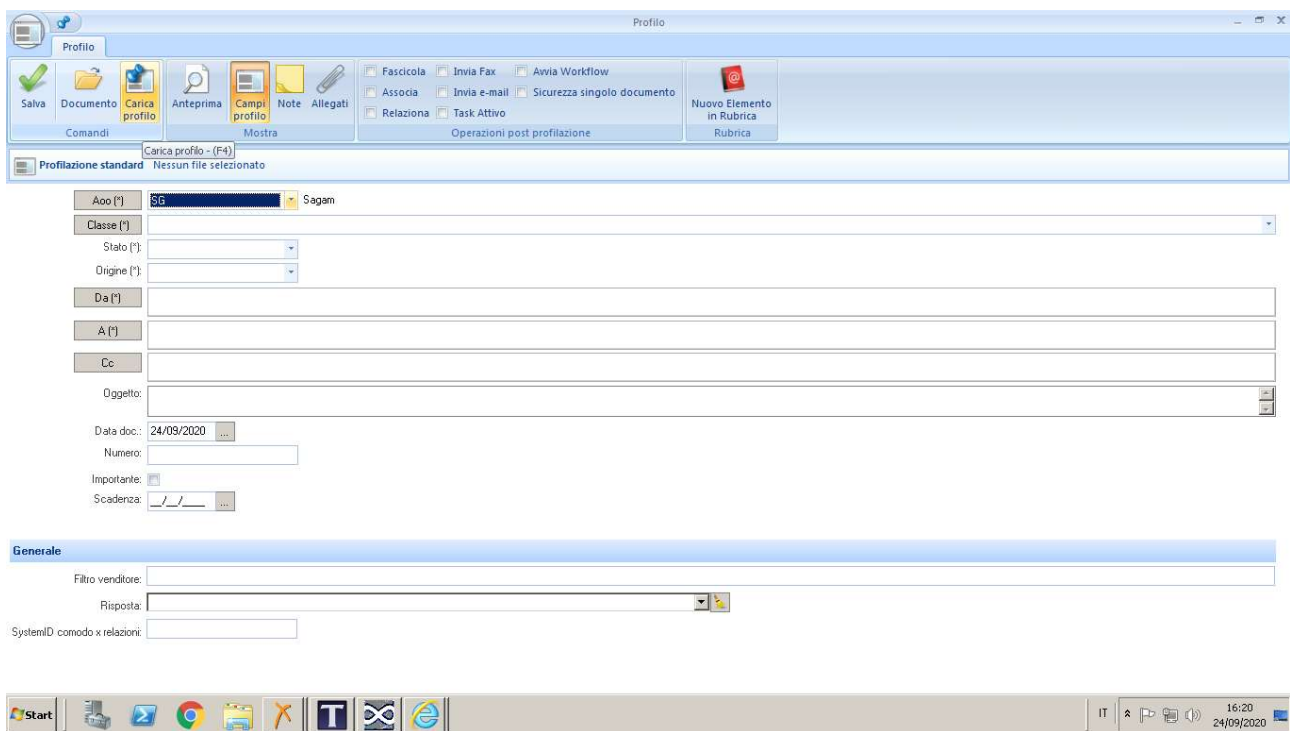 Profilo
Profilo
Salva
Documento
Carica profilo
Anteprima
Campi profilo
Note
Allegati
Fascicola
Invia Fax
Avvia Workflow
Associa
Invia e-mail
Sicurezza singolo documento
Relaziona
Task Attivo
Nuovo Elemento in Rubrica
Comandi
Mostra
Operazioni post profilazione
Rubrica
Carica profilo - (F4)
Profilazione standard Nessun file selezionato
Aoo (*) SG Sagam
Classe (*)
Stato (*):
Origine (*):
Da (*)
A (*)
Cc
Oggetto:
Data doc.: 24/09/2020 ...
Numero:
Importante:
Scadenza: __/__/____ ...
Generale
Filtro venditore:
Risposta:
SystemID comodo x relazioni:
Start
IT
16:20
24/09/2020